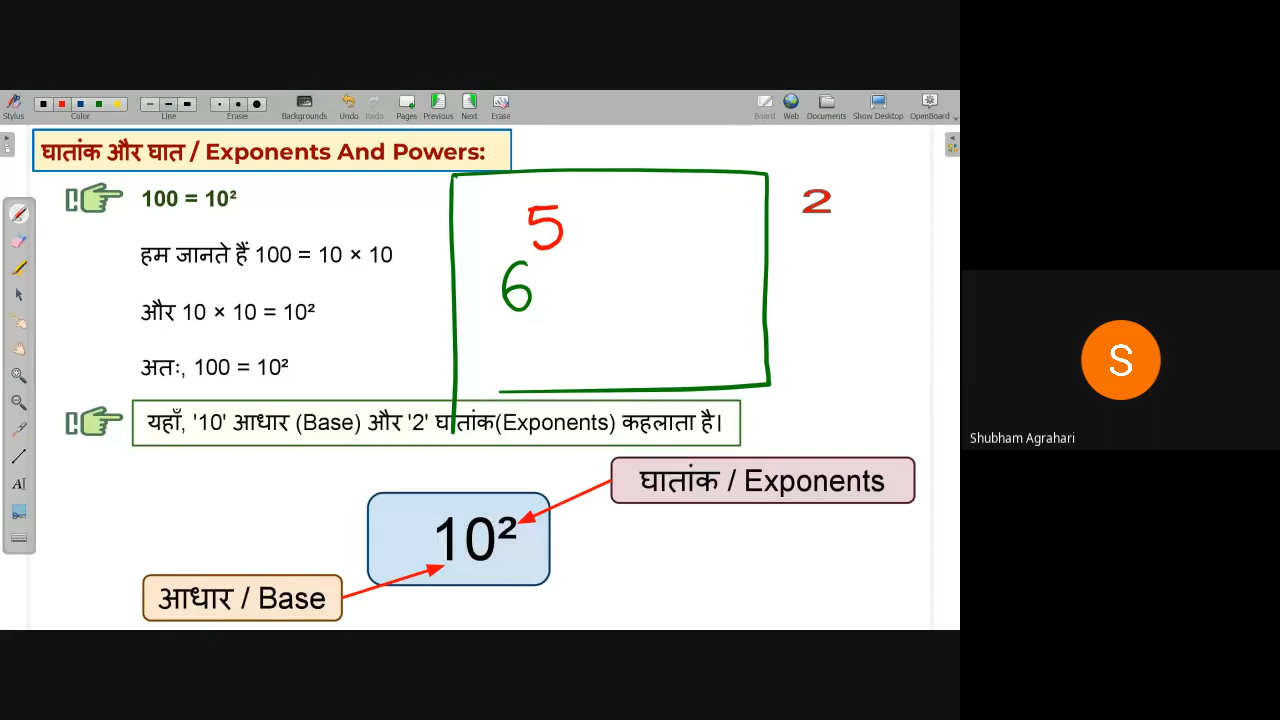 Stylus
Color
Line
Eraser
Backgrounds
Undo
Redo
Pages
Previous
Next
Erase
Board
Web
Documents
Show Desktop
OpenBoard
घातांक और घात / Exponents And Powers:
100 = 10²
5
2
हम जानते हैं 100 = 10 × 10
6
और 10 × 10 = 10²
अतः, 100 = 10²
यहाँ, '10' आधार (Base) और '2' घातांक(Exponents) कहलाता है।
घातांक / Exponents
10²
आधार / Base
S
Shubham Agrahari